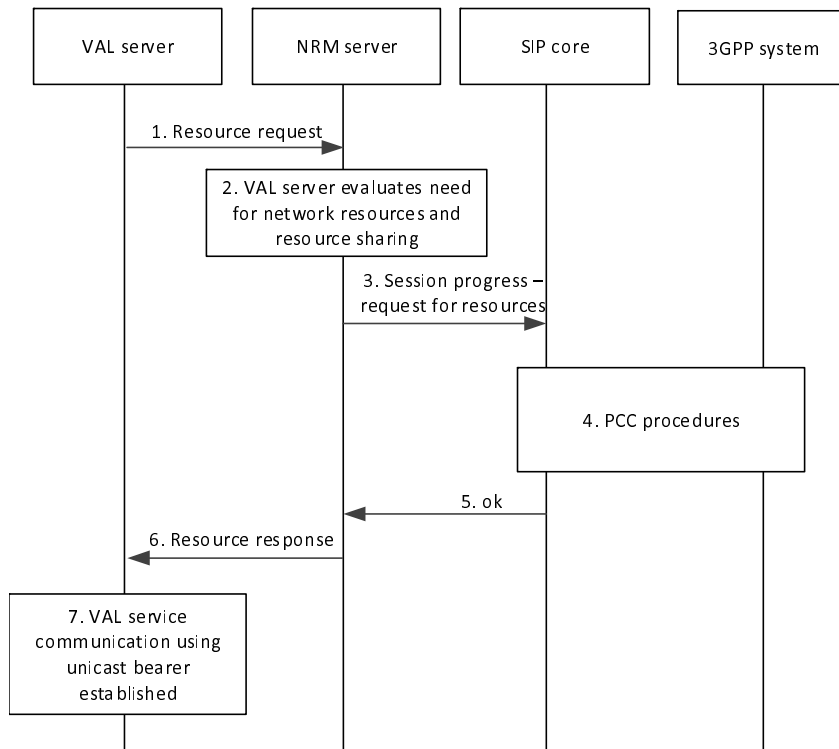 VAL server
NRM server
SIP core
3GPP system
1. Resource request
2. VAL server evaluates need
for network resources and
resource sharing
3. Session progress –
request for resources
4. PCC procedures
5. ok
6. Resource response
7. VAL service
communication using
unicast bearer
established